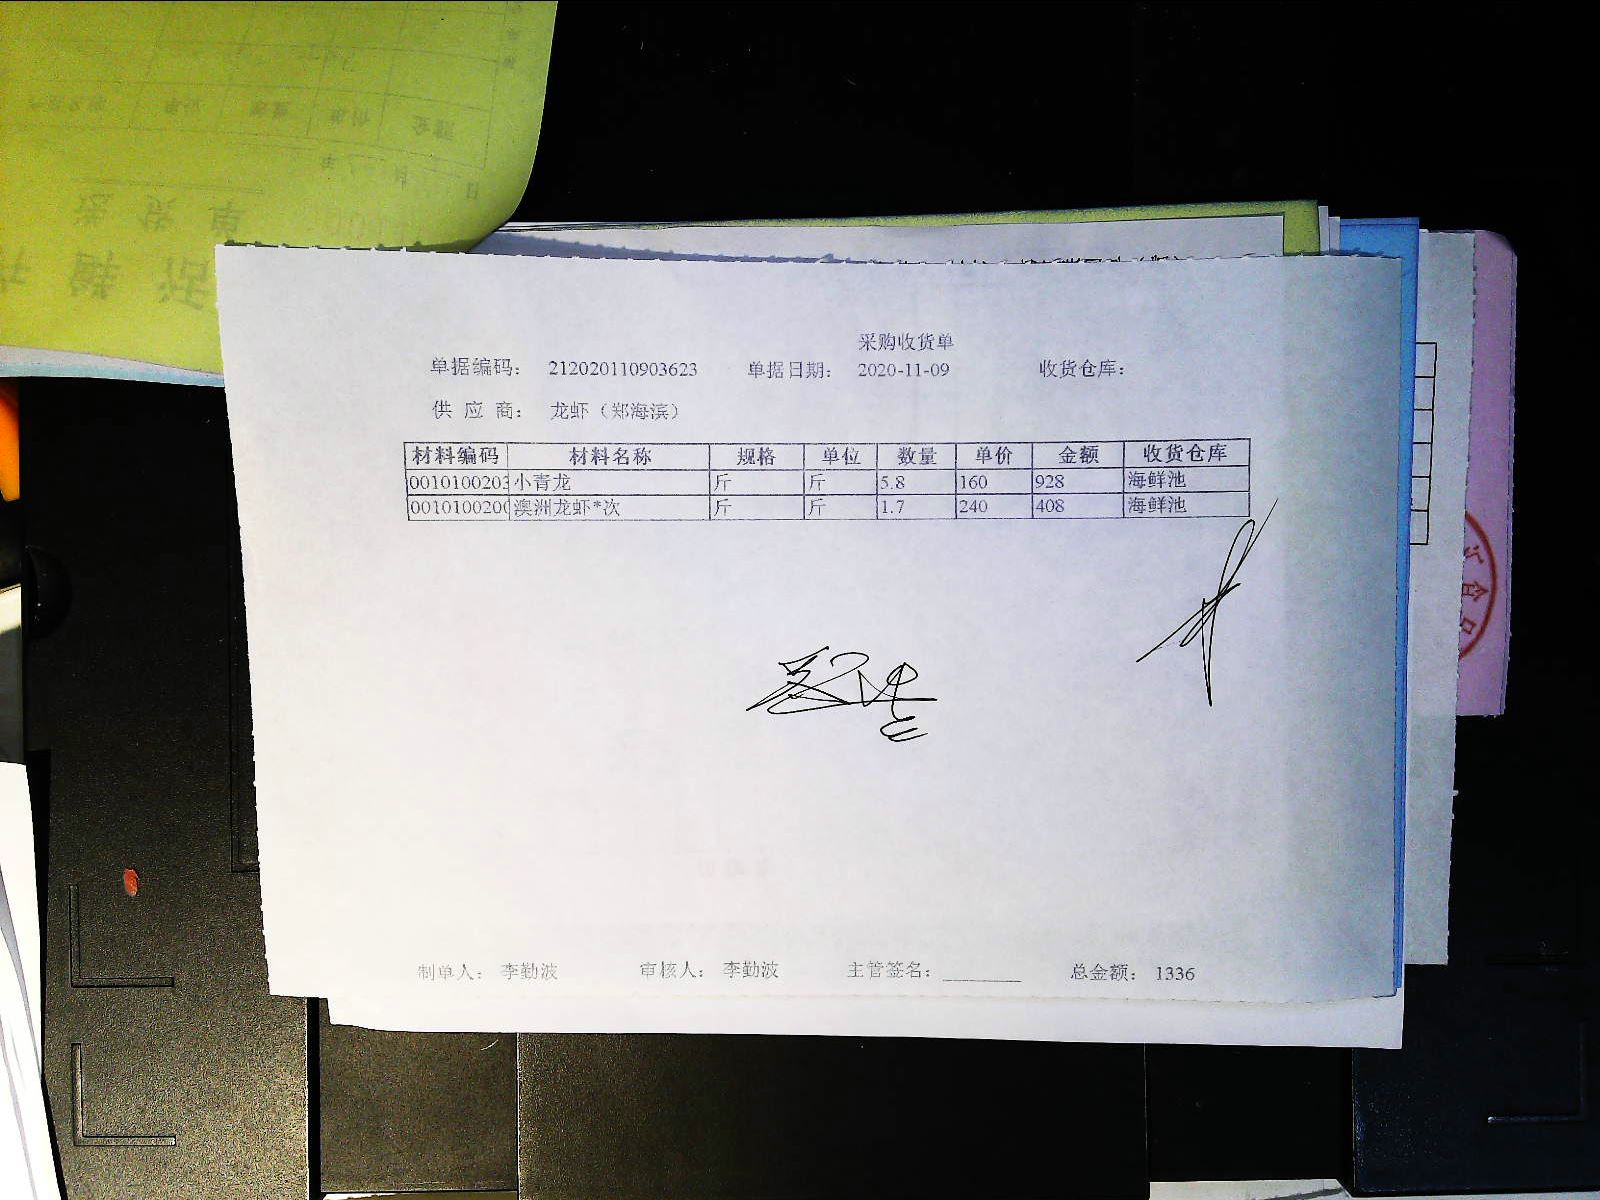 采购收货单
单据编码： 212020110903623 单据日期： 2020-11-09 收货仓库：
供 应 商： 龙虾（郑海滨）
材料编码 材料名称 规格 单位 数量 单价 金额 收货仓库
0010100203 小青龙 斤 斤 5.8 160 928 海鲜池
001010020 澳洲龙虾*次 斤 斤 1.7 240 408 海鲜池
制单人： 李勤波 审核人： 李勤波 主管签名： 总金额： 1336